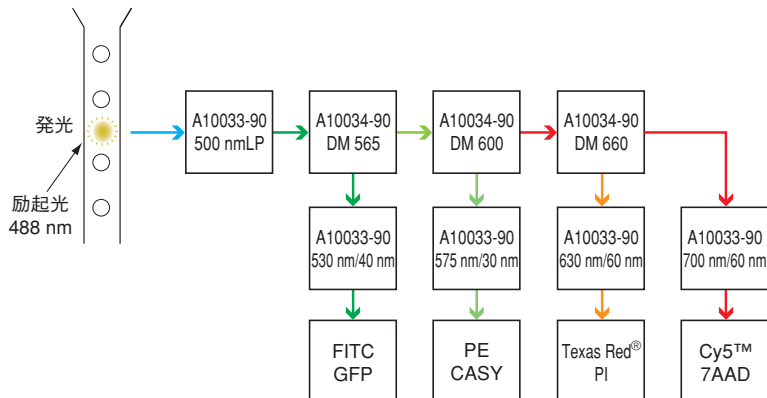 発光
励起光
488 nm
A10033-90
500 nmLP
A10034-90
DM 565
A10034-90
DM 600
A10034-90
DM 660
A10033-90
530 nm/40 nm
A10033-90
575 nm/30 nm
A10033-90
630 nm/60 nm
A10033-90
700 nm/60 nm
FITC
GFP
PE
CASY
Texas Red®
PI
Cy5™
7AAD